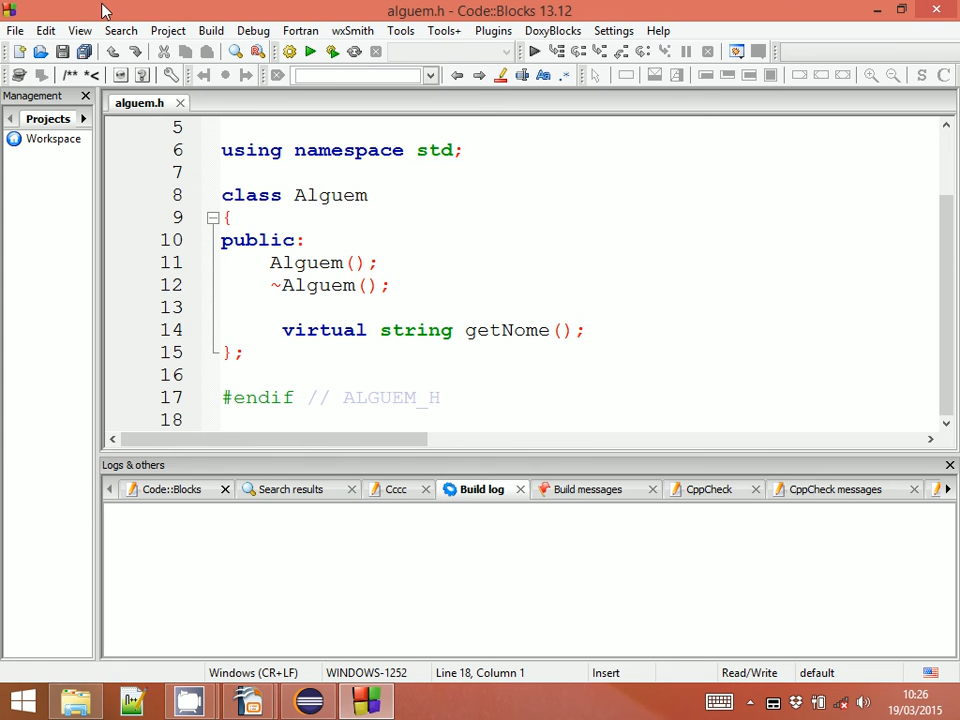 alguem.h - Code::Blocks 13.12
File Edit View Search Project Build Debug Fortran wxSmith Tools Tools+ Plugins DoxyBlocks Settings Help
/** *<
Aa .* S C
Management
alguem.h
Projects
Workspace
5
6 using namespace std;
7
8 class Alguem
9 {
10 public:
11 Alguem();
12 ~Alguem();
13
14 virtual string getNome();
15 };
16
17 #endif // ALGUEM_H
18
Logs & others
Code::Blocks Search results Cccc Build log Build messages CppCheck CppCheck messages
Windows (CR+LF) WINDOWS-1252 Line 18, Column 1 Insert Read/Write default
10:26
19/03/2015